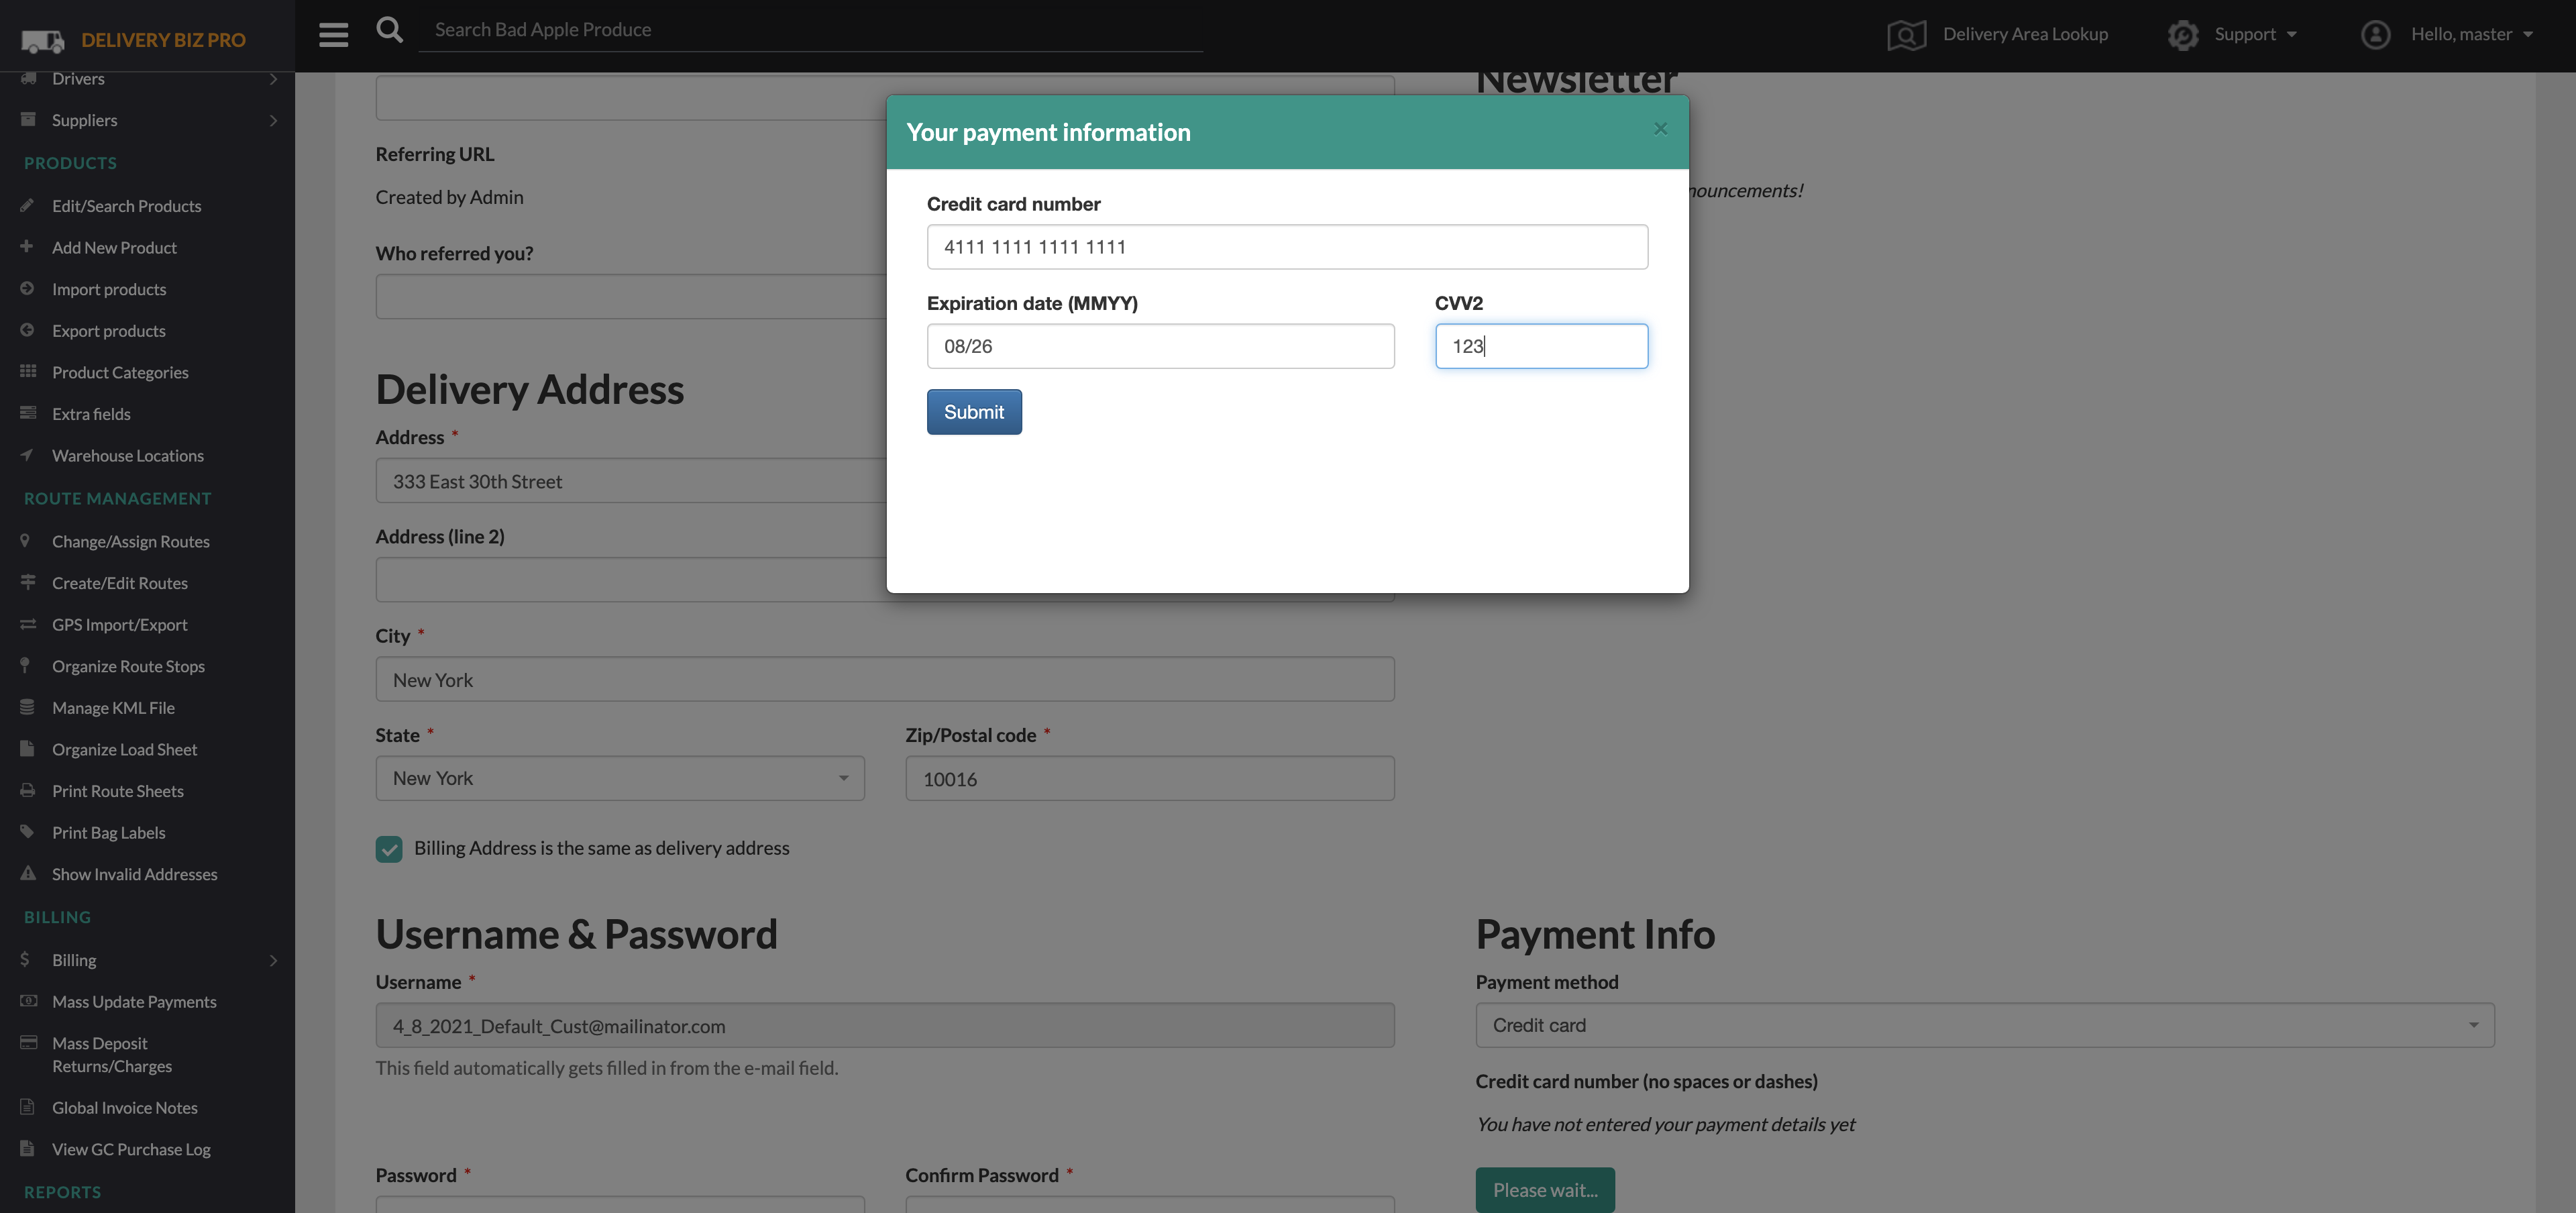 DELIVERY BIZ PRO
Search Bad Apple Produce
Delivery Area Lookup
Support
Hello, master
Drivers
Suppliers
PRODUCTS
Edit/Search Products
Add New Product
Import products
Export products
Product Categories
Extra fields
Warehouse Locations
ROUTE MANAGEMENT
Change/Assign Routes
Create/Edit Routes
GPS Import/Export
Organize Route Stops
Manage KML File
Organize Load Sheet
Print Route Sheets
Print Bag Labels
Show Invalid Addresses
BILLING
Billing
Mass Update Payments
Mass Deposit
Returns/Charges
Global Invoice Notes
View GC Purchase Log
REPORTS
Newsletter
nouncements!
Referring URL
Created by Admin
Who referred you?
Your payment information
×
Credit card number
4111 1111 1111 1111
Expiration date (MMYY)
CVV2
08/26
123
Submit
Delivery Address
Address *
333 East 30th Street
Address (line 2)
City *
New York
State *
Zip/Postal code *
New York
10016
Billing Address is the same as delivery address
Username & Password
Username *
4_8_2021_Default_Cust@mailinator.com
This field automatically gets filled in from the e-mail field.
Password *
Confirm Password *
Payment Info
Payment method
Credit card
Credit card number (no spaces or dashes)
You have not entered your payment details yet
Please wait...